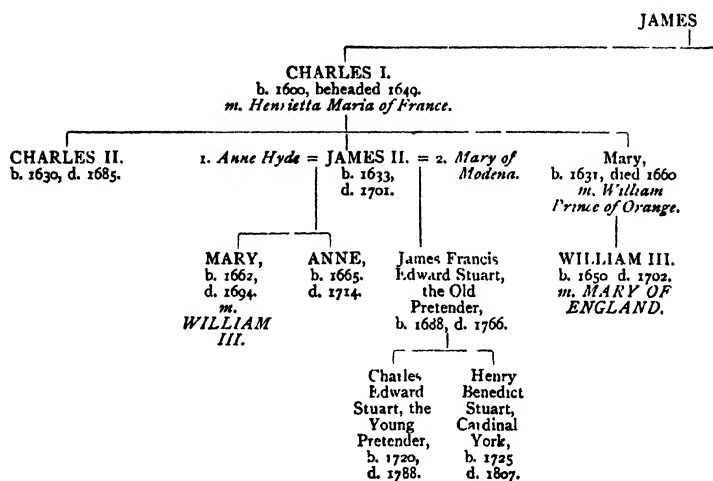 JAMES
CHARLES I.
b. 1600, beheaded 1649.
m. Henrietta Maria of France.
CHARLES II.
b. 1630, d. 1685.
1. Anne Hyde = JAMES II. = 2. Mary of
b. 1633,
d. 1701.
Modena.
Mary,
b. 1631, died 1660
m. William
Prince of Orange.
MARY,
b. 1662,
d. 1694.
m.
WILLIAM
III.
ANNE,
b. 1665.
d. 1714.
James Francis
Edward Stuart,
the Old
Pretender,
b. 1688, d. 1766.
WILLIAM III.
b. 1650 d. 1702.
m. MARY OF
ENGLAND.
Charles
Edward
Stuart, the
Young
Pretender,
b. 1720,
d. 1788.
Henry
Benedict
Stuart,
Cardinal
York,
b. 1725
d. 1807.